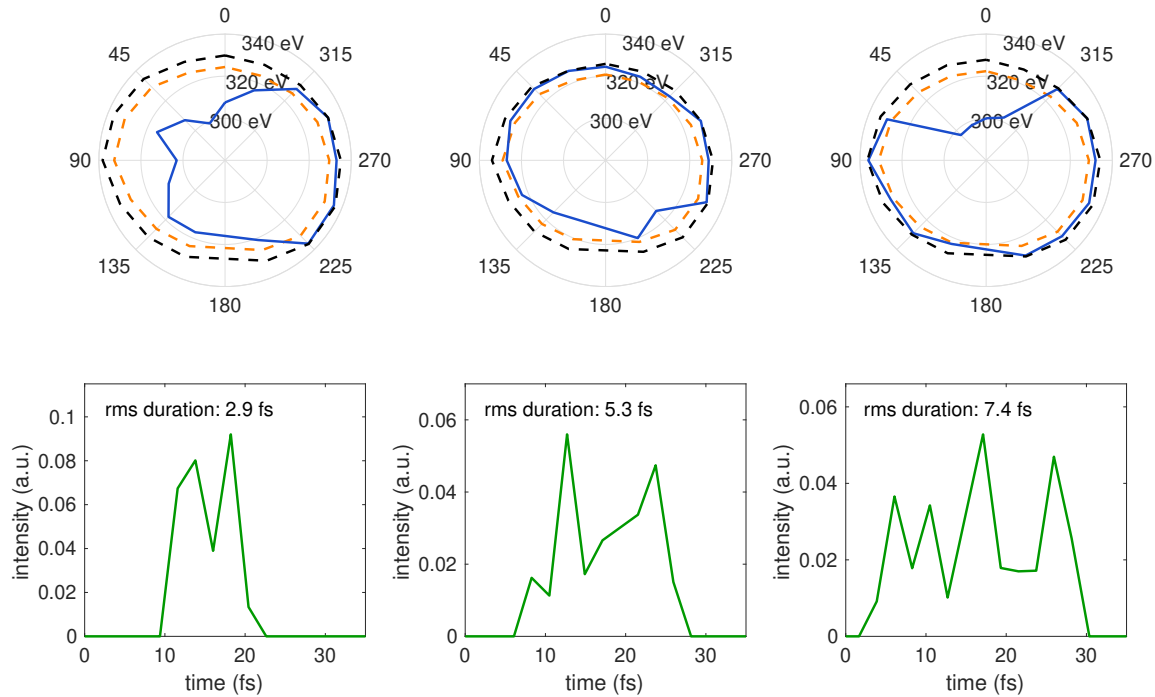 0
45
340 eV
315
320 eV
300 eV
90
270
135
225
180
0
45
340 eV
315
320 eV
300 eV
90
270
135
225
180
0
45
340 eV
315
320 eV
300 eV
90
270
135
225
180
rms duration: 2.9 fs
0.1
0.08
0.06
0.04
0.02
0
intensity (a.u.)
0 10 20 30
time (fs)
rms duration: 5.3 fs
0.06
0.04
0.02
0
intensity (a.u.)
0 10 20 30
time (fs)
rms duration: 7.4 fs
0.06
0.04
0.02
0
intensity (a.u.)
0 10 20 30
time (fs)